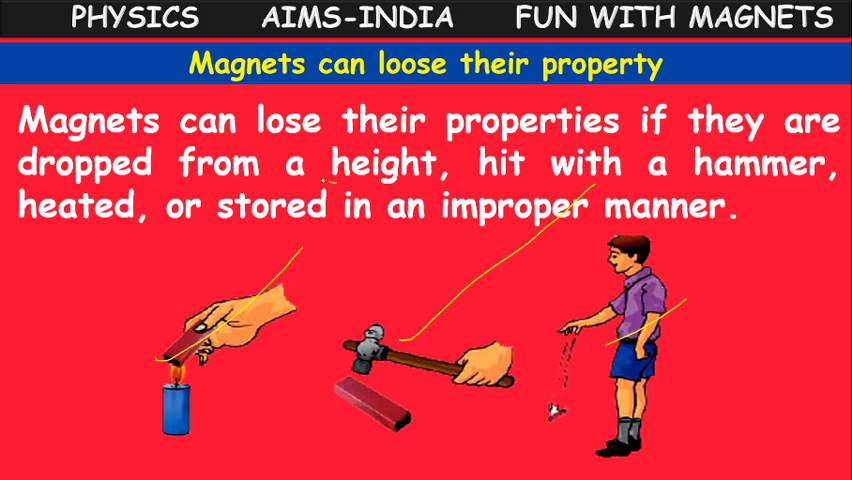 PHYSICS AIMS-INDIA FUN WITH MAGNETS
Magnets can loose their property
Magnets can lose their properties if they are
dropped from a height, hit with a hammer,
heated, or stored in an improper manner.